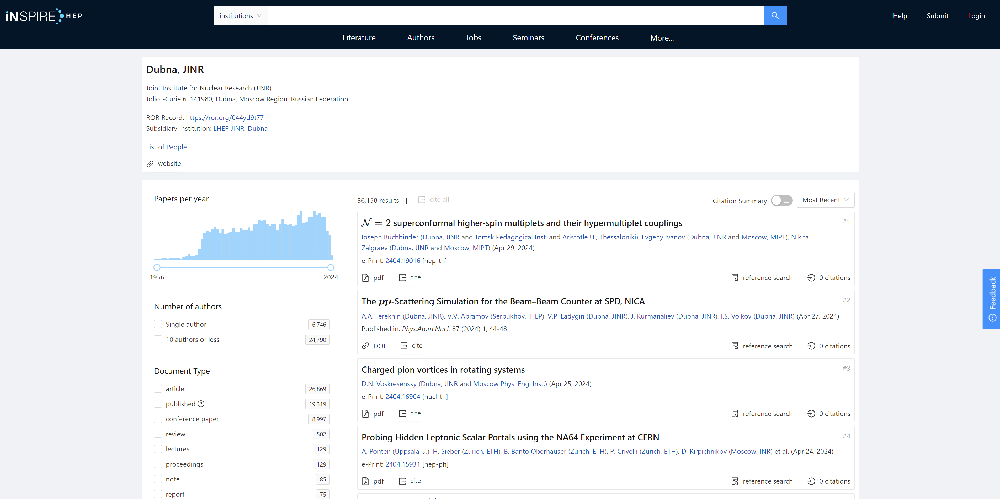 iNSPIRE HEP
institutions
Help
Submit
Login
Literature
Authors
Jobs
Seminars
Conferences
More...
Dubna, JINR
Joint Institute for Nuclear Research (JINR)
Joliot-Curie 6, 141980, Dubna, Moscow Region, Russian Federation
ROR Record: https://ror.org/044yd9t77
Subsidiary Institution: LHEP JINR, Dubna
List of People
website
Papers per year
1956
2024
Number of authors
Single author 6,746
10 authors or less 24,790
Document Type
article 26,869
published 19,319
conference paper 8,997
review 502
lectures 129
proceedings 129
note 85
report 75
36,158 results | cite all
Citation Summary
Most Recent
𝒩 = 2 superconformal higher-spin multiplets and their hypermultiplet couplings #1
Ioseph Buchbinder (Dubna, JINR and Tomsk Pedagogical Inst. and Aristotle U., Thessaloniki), Evgeny Ivanov (Dubna, JINR and Moscow, MIPT), Nikita
Zaigraev (Dubna, JINR and Moscow, MIPT) (Apr 29, 2024)
e-Print: 2404.19016 [hep-th]
pdf cite reference search 0 citations
The pp-Scattering Simulation for the Beam–Beam Counter at SPD, NICA #2
A.A. Terekhin (Dubna, JINR), V.V. Abramov (Serpukhov, IHEP), V.P. Ladygin (Dubna, JINR), J. Kurmanaliev (Dubna, JINR), I.S. Volkov (Dubna, JINR) (Apr 27, 2024)
Published in: Phys.Atom.Nucl. 87 (2024) 1, 44-48
DOI cite reference search 0 citations
Charged pion vortices in rotating systems #3
D.N. Voskresensky (Dubna, JINR and Moscow Phys. Eng. Inst.) (Apr 25, 2024)
e-Print: 2404.16904 [nucl-th]
pdf cite reference search 0 citations
Probing Hidden Leptonic Scalar Portals using the NA64 Experiment at CERN #4
A. Ponten (Uppsala U.), H. Sieber (Zurich, ETH), B. Banto Oberhauser (Zurich, ETH), P. Crivelli (Zurich, ETH), D. Kirpichnikov (Moscow, INR) et al. (Apr 24, 2024)
e-Print: 2404.15931 [hep-ph]
pdf cite reference search 0 citations
Feedback